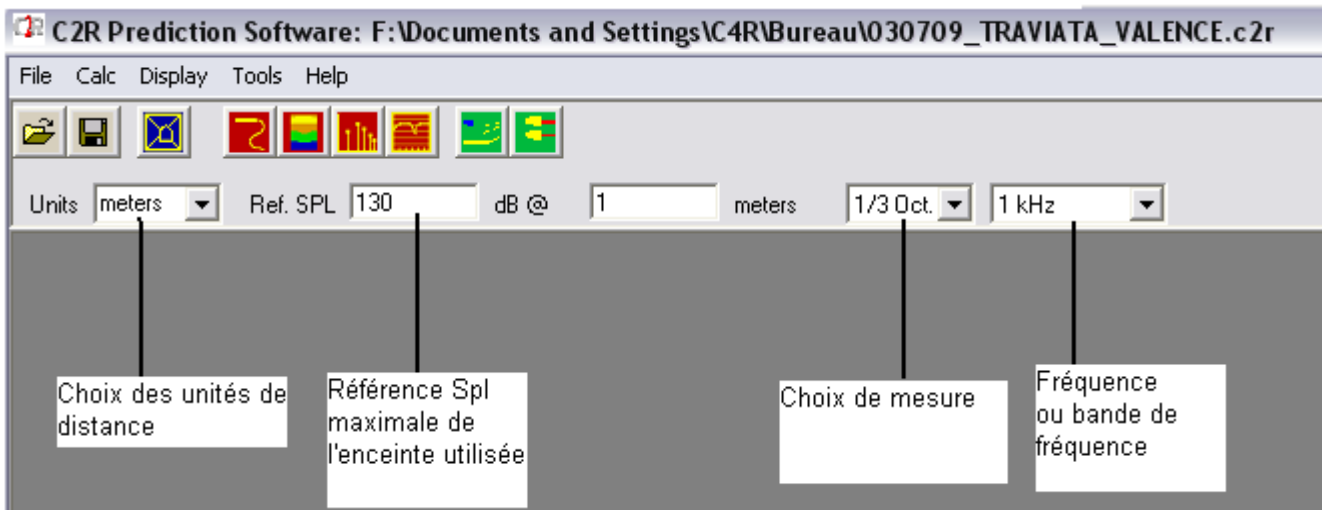 C2R Prediction Software: F:\Documents and Settings\C4R\Bureau\030709_TRAVIATA_VALENCE.c2r
File Calc Display Tools Help
Units meters Ref. SPL 130 dB @ 1 meters 1/3 Oct. 1 kHz
Choix des unités de
distance
Référence Spl
maximale de
l'enceinte utilisée
Choix de mesure
Fréquence
ou bande de
fréquence